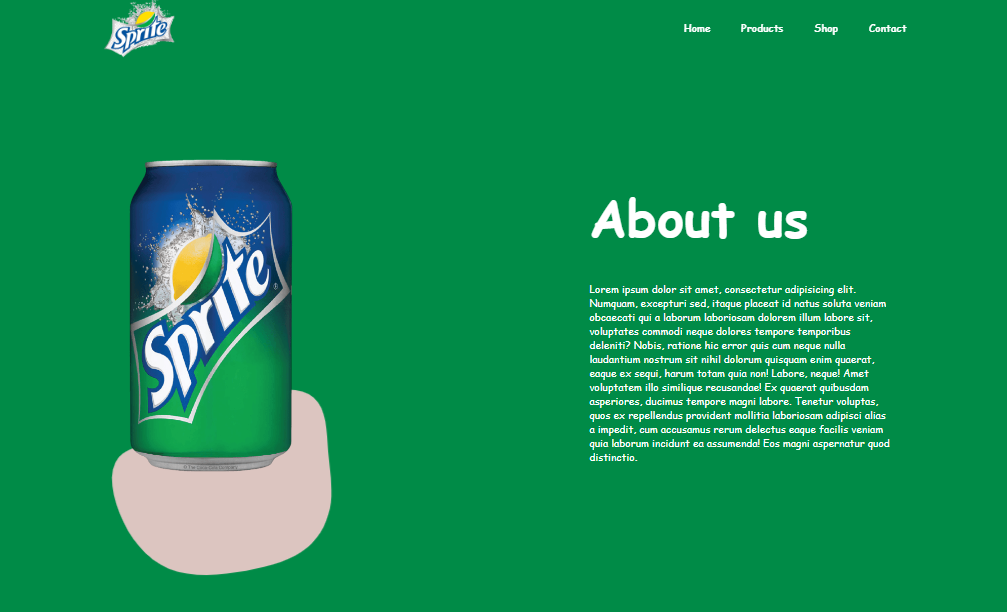 Sprite
Home Products Shop Contact
Sprite
About us
Lorem ipsum dolor sit amet, consectetur adipisicing elit.
Numquam, excepturi sed, itaque placeat id natus soluta veniam
obcaecati qui a laborum laboriosam dolorem illum labore sit,
voluptates commodi neque dolores tempore temporibus
deleniti? Nobis, ratione hic error quis cum neque nulla
laudantium nostrum sit nihil dolorum quisquam enim quaerat,
eaque ex sequi, harum totam quia non! Labore, neque! Amet
voluptatem illo similique recusandae! Ex quaerat quibusdam
asperiores, ducimus tempore magni labore. Tenetur voluptas,
quos ex repellendus provident mollitia laboriosam adipisci alias
a impedit, cum accusamus rerum delectus eaque facilis veniam
quia laborum incidunt ea assumenda! Eos magni aspernatur quod
distinctio.